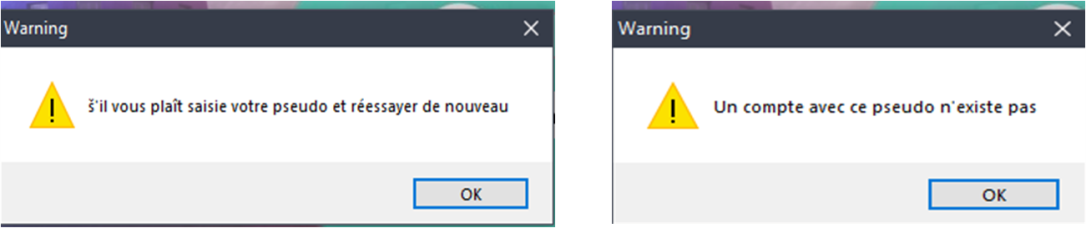 Warning
š'il vous plaît saisie votre pseudo et réessayer de nouveau
OK
Warning
Un compte avec ce pseudo n'existe pas
OK